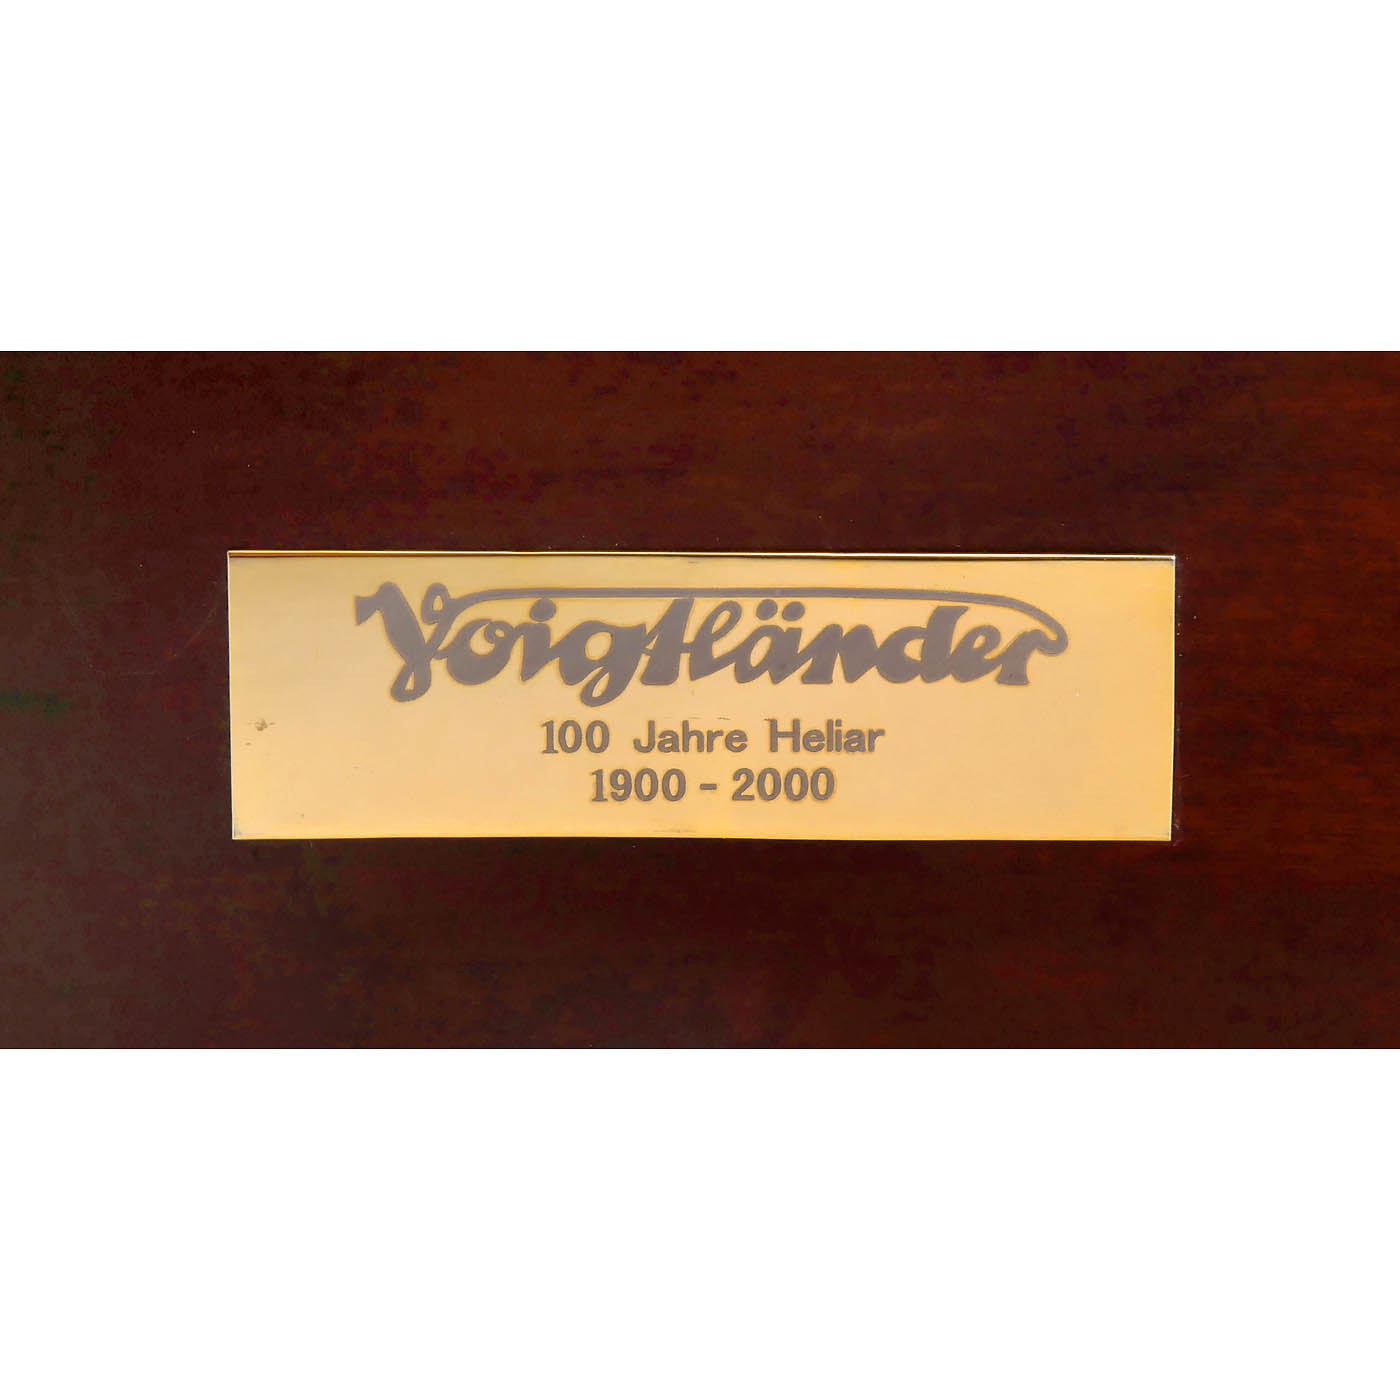 Voigtländer
100 Jahre Heliar
1900 - 2000